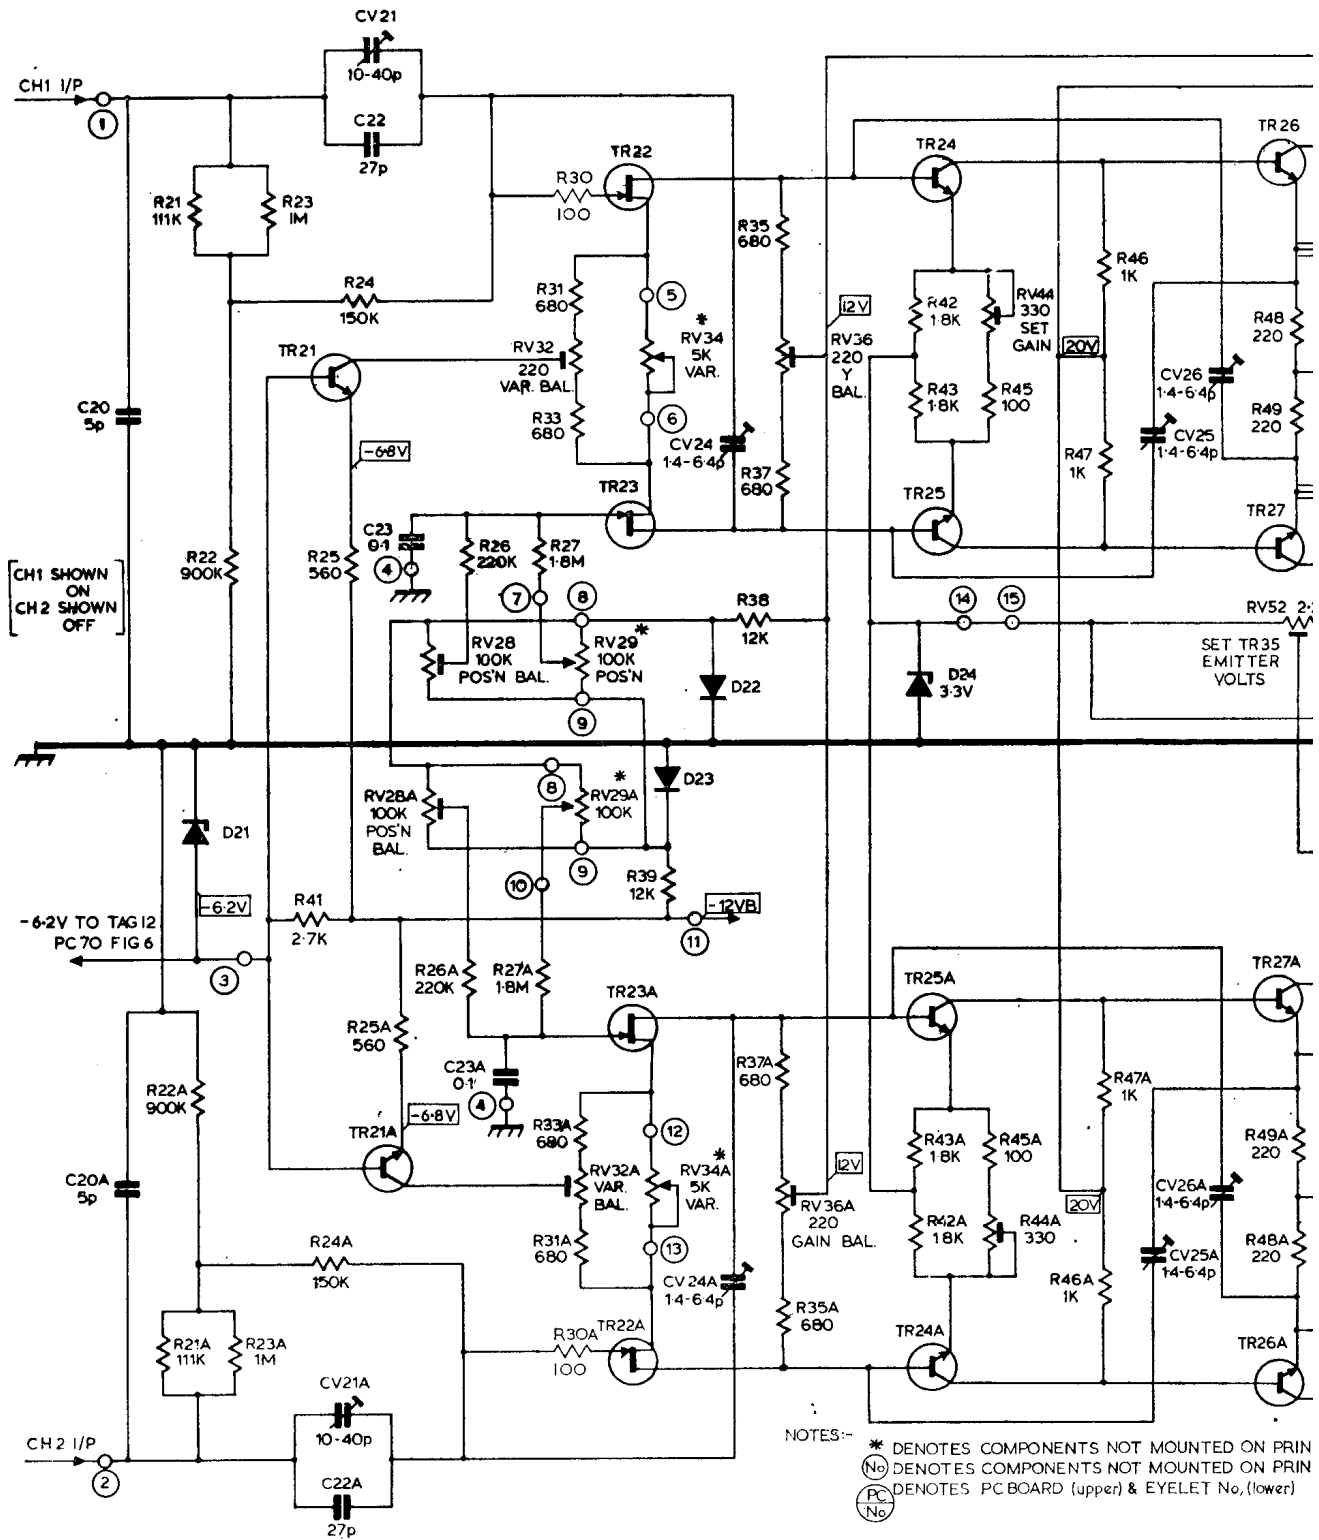 CV21
10-40p
CH1 I/P
1
C22
27p
TR22
TR24
TR26
R21
111K
R23
1M
R30
100
R35
680
R46
1K
R24
150K
R31
680
5
12V
R42
1·8K
RV44
330
SET
GAIN
R48
220
TR21
RV32
220
VAR. BAL.
*
RV34
5K
VAR.
RV36
220
Y
BAL.
20V
CV26
1·4-6·4p
C20
5p
R33
680
6
R43
1·8K
R45
100
R49
220
-6·8V
CV24
1·4-6·4p
R37
680
R47
1K
CV25
1·4-6·4p
TR23
TR25
TR27
C23
0·1
4
R26
220K
R27
1·8M
R22
900K
R25
560
CH1 SHOWN
ON
CH2 SHOWN
OFF
7
8
R38
12K
14
15
RV52 2·
RV28
100K
POS'N BAL.
RV29 *
100K
POS'N
SET TR35
EMITTER
VOLTS
9
D22
D24
3·3V
8
D23
RV28A
100K
POS'N
BAL.
*
RV29A
100K
D21
9
10
R39
12K
-6·2V
R41
2·7K
-12VB
11
-6·2V TO TAG12
PC70 FIG6
3
R26A
220K
R27A
1·8M
TR23A
TR25A
TR27A
R25A
560
C23A
0·1
4
R37A
680
R22A
900K
-6·8V
R47A
1K
TR21A
R33A
680
12
R43A
1·8K
R45A
100
R49A
220
C20A
5p
RV32A
VAR.
BAL.
*
RV34A
5K
VAR.
12V
RV36A
220
GAIN BAL.
20V
CV26A
1·4-6·4p
R24A
150K
R31A
680
13
R42A
1·8K
R44A
330
R48A
220
CV24A
1·4-6·4p
R46A
1K
CV25A
1·4-6·4p
R35A
680
R21A
111K
R23A
1M
R30A
100
TR22A
TR24A
TR26A
CV21A
10-40p
CH2 I/P
2
C22A
27p
NOTES:-
* DENOTES COMPONENTS NOT MOUNTED ON PRIN
No DENOTES COMPONENTS NOT MOUNTED ON PRIN
PC No DENOTES PC BOARD (upper) & EYELET No, (lower)